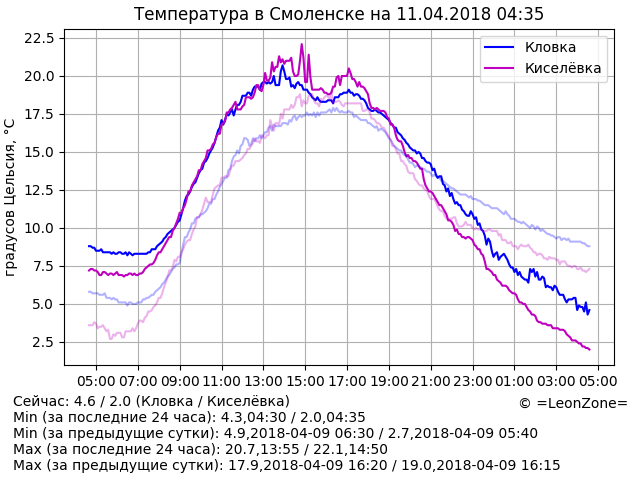 Температура в Смоленске на 11.04.2018 04:35
Кловка
Киселёвка
градусов Цельсия, °C
22.5
20.0
17.5
15.0
12.5
10.0
7.5
5.0
2.5
05:00 07:00 09:00 11:00 13:00 15:00 17:00 19:00 21:00 23:00 01:00 03:00 05:00
Сейчас: 4.6 / 2.0 (Кловка / Киселёвка)
© =LeonZone=
Min (за последние 24 часа): 4.3,04:30 / 2.0,04:35
Min (за предыдущие сутки): 4.9,2018-04-09 06:30 / 2.7,2018-04-09 05:40
Max (за последние 24 часа): 20.7,13:55 / 22.1,14:50
Max (за предыдущие сутки): 17.9,2018-04-09 16:20 / 19.0,2018-04-09 16:15